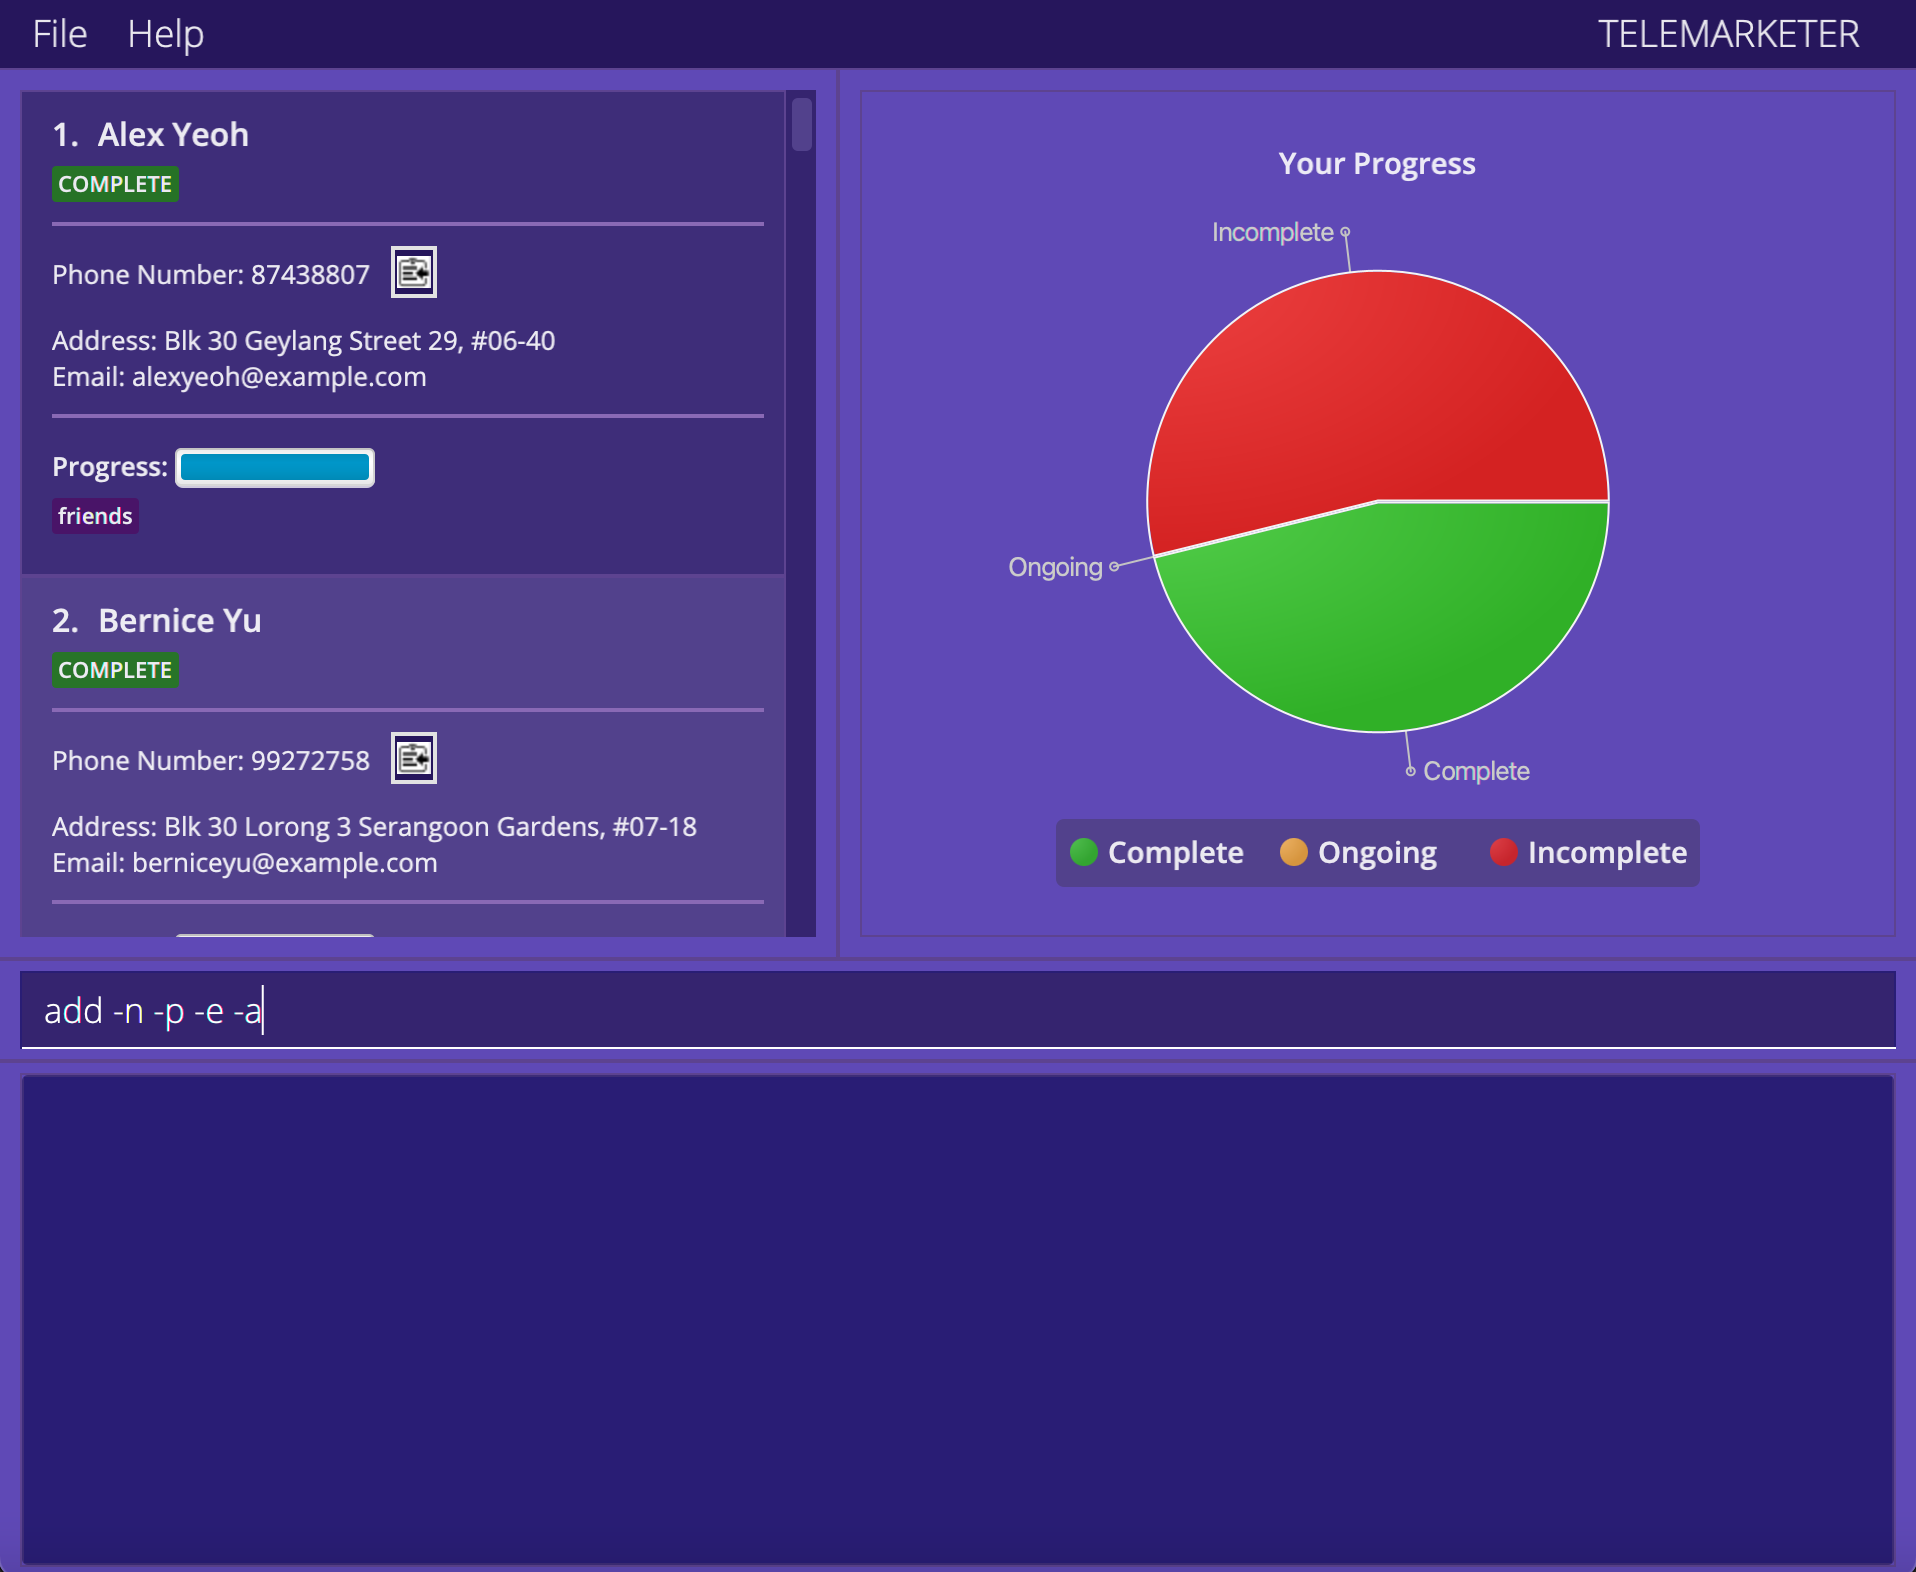 File Help TELEMARKETER
1. Alex Yeoh
COMPLETE
Phone Number: 87438807
Address: Blk 30 Geylang Street 29, #06-40
Email: alexyeoh@example.com
Progress:
friends
2. Bernice Yu
COMPLETE
Phone Number: 99272758
Address: Blk 30 Lorong 3 Serangoon Gardens, #07-18
Email: berniceyu@example.com
Your Progress
Incomplete
Ongoing
Complete
Complete Ongoing Incomplete
add -n -p -e -a